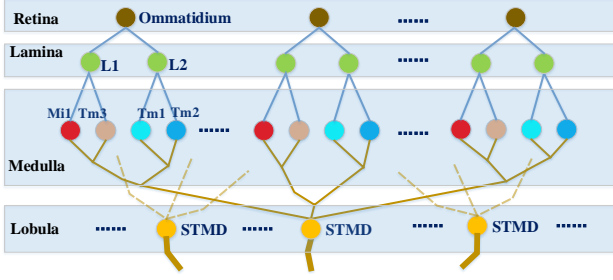 Retina
Ommatidium
......
Lamina
L1
L2
......
Mi1
Tm3
Tm1
Tm2
......
......
Medulla
Lobula
......
STMD
......
STMD
......
STMD
......